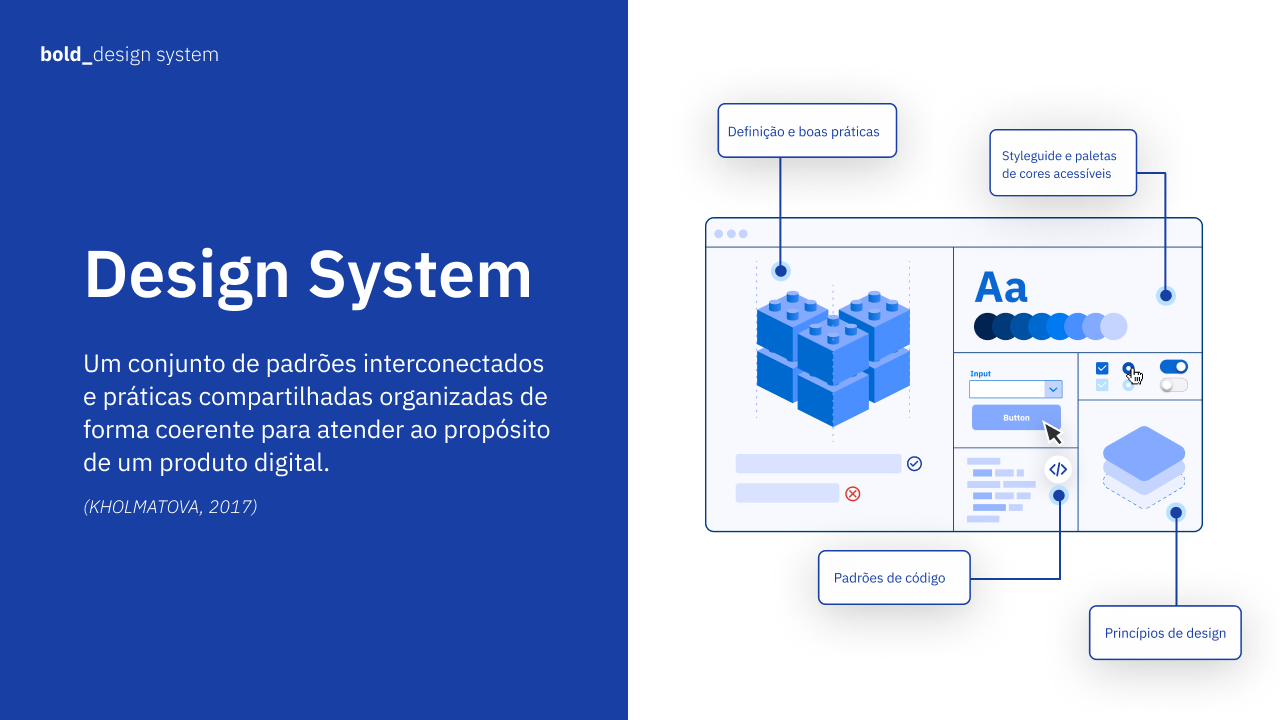 bold_design system
Design System
Um conjunto de padrões interconectados
e práticas compartilhadas organizadas de
forma coerente para atender ao propósito
de um produto digital.
(KHOLMATOVA, 2017)
Definição e boas práticas
Styleguide e paletas
de cores acessíveis
Aa
Input
Button
</>
Padrões de código
Princípios de design